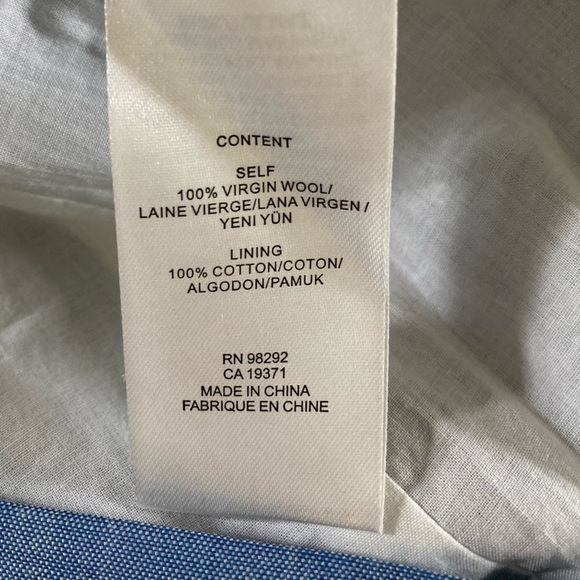 CONTENT
SELF
100% VIRGIN WOOL/
LAINE VIERGE/LANA VIRGEN /
YENI YÜN
LINING
100% COTTON/COTON/
ALGODON/PAMUK
RN 98292
CA 19371
MADE IN CHINA
FABRIQUE EN CHINE